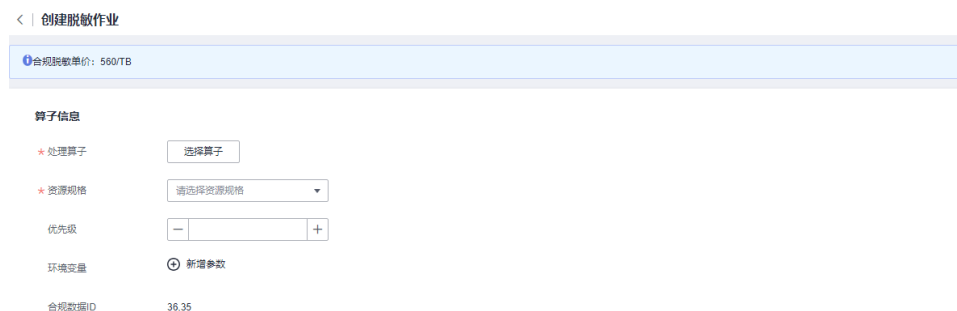 创建脱敏作业
合规脱敏单价：560/TB
算子信息
* 处理算子 选择算子
* 资源规格 请选择资源规格
优先级
环境变量 新增参数
合规数据ID 36.35